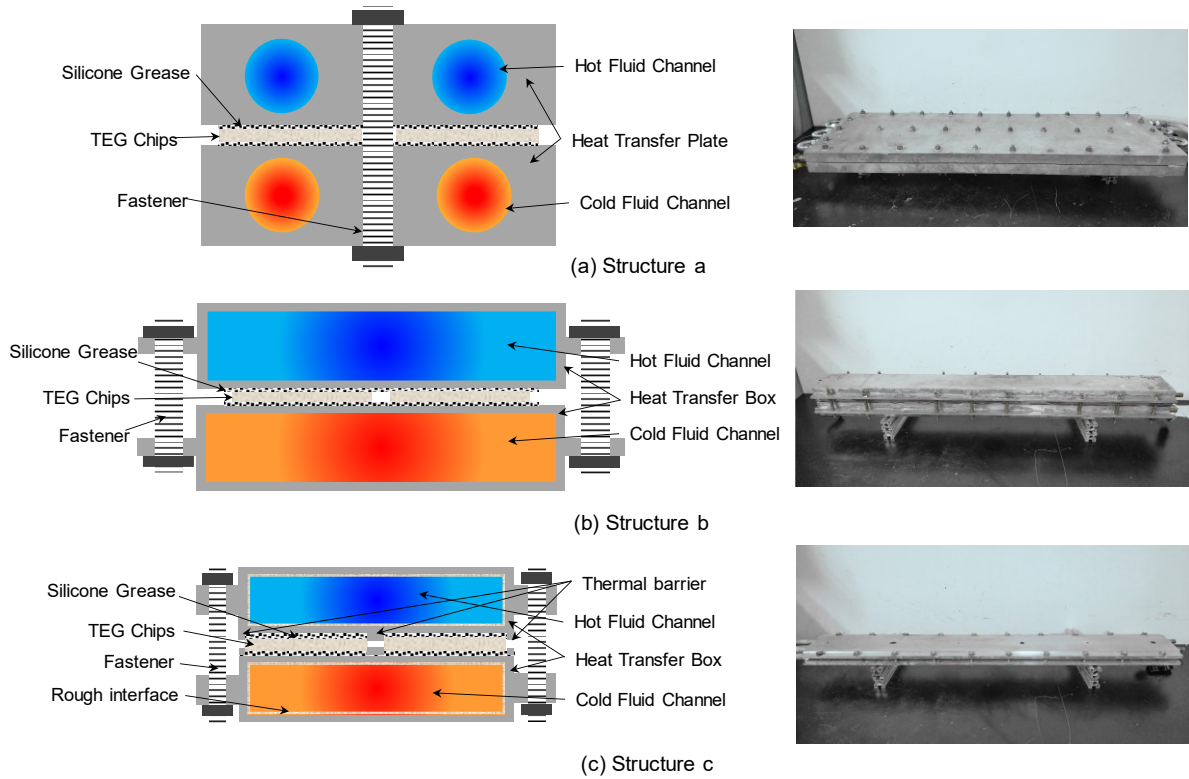 Silicone Grease
Hot Fluid Channel
TEG Chips
Heat Transfer Plate
Fastener
Cold Fluid Channel
(a) Structure a
Silicone Grease
Hot Fluid Channel
TEG Chips
Heat Transfer Box
Fastener
Cold Fluid Channel
(b) Structure b
Thermal barrier
Silicone Grease
Hot Fluid Channel
TEG Chips
Fastener
Heat Transfer Box
Rough interface
Cold Fluid Channel
(c) Structure c